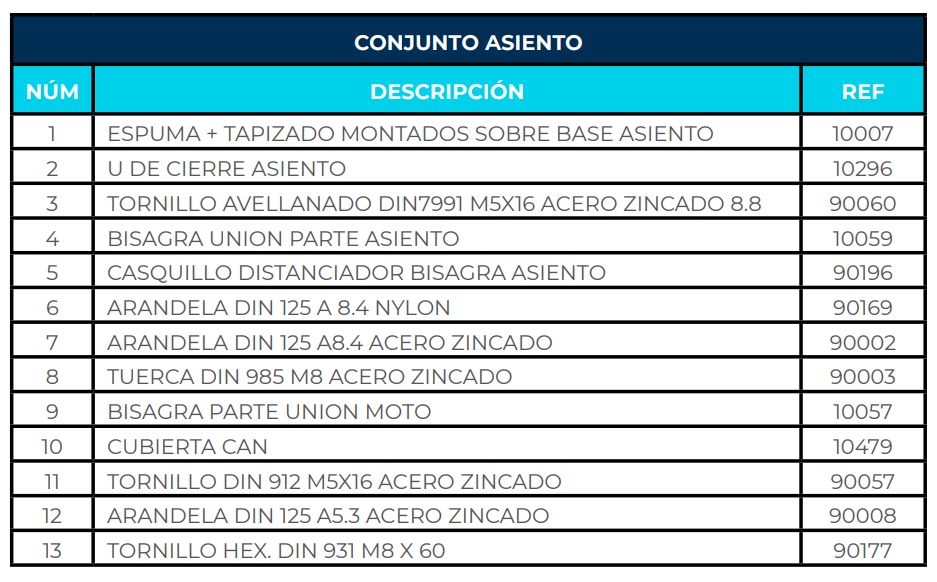 CONJUNTO ASIENTO
NÚM DESCRIPCIÓN REF
1 ESPUMA + TAPIZADO MONTADOS SOBRE BASE ASIENTO 10007
2 U DE CIERRE ASIENTO 10296
3 TORNILLO AVELLANADO DIN7991 M5X16 ACERO ZINCADO 8.8 90060
4 BISAGRA UNION PARTE ASIENTO 10059
5 CASQUILLO DISTANCIADOR BISAGRA ASIENTO 90196
6 ARANDELA DIN 125 A 8.4 NYLON 90169
7 ARANDELA DIN 125 A8.4 ACERO ZINCADO 90002
8 TUERCA DIN 985 M8 ACERO ZINCADO 90003
9 BISAGRA PARTE UNION MOTO 10057
10 CUBIERTA CAN 10479
11 TORNILLO DIN 912 M5X16 ACERO ZINCADO 90057
12 ARANDELA DIN 125 A5.3 ACERO ZINCADO 90008
13 TORNILLO HEX. DIN 931 M8 X 60 90177